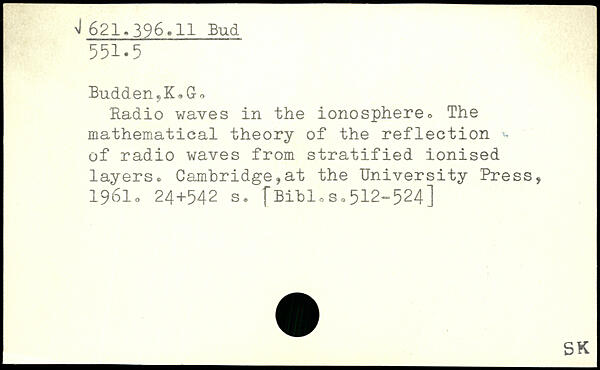 √ 621.396.11 Bud
551.5
Budden,K.G.
Radio waves in the ionosphere. The
mathematical theory of the reflection
of radio waves from stratified ionised
layers. Cambridge,at the University Press,
1961. 24+542 s. [Bibl.s.512-524]
SK